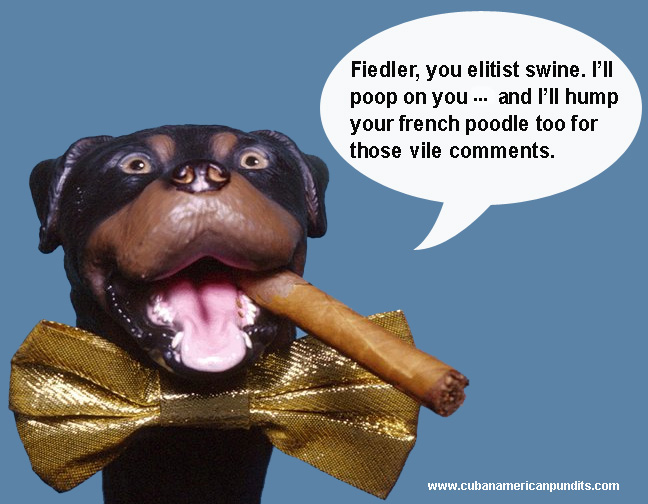 Fiedler, you elitist swine. I'll
poop on you --- and I'll hump
your french poodle too for
those vile comments.
www.cubanamericanpundits.com